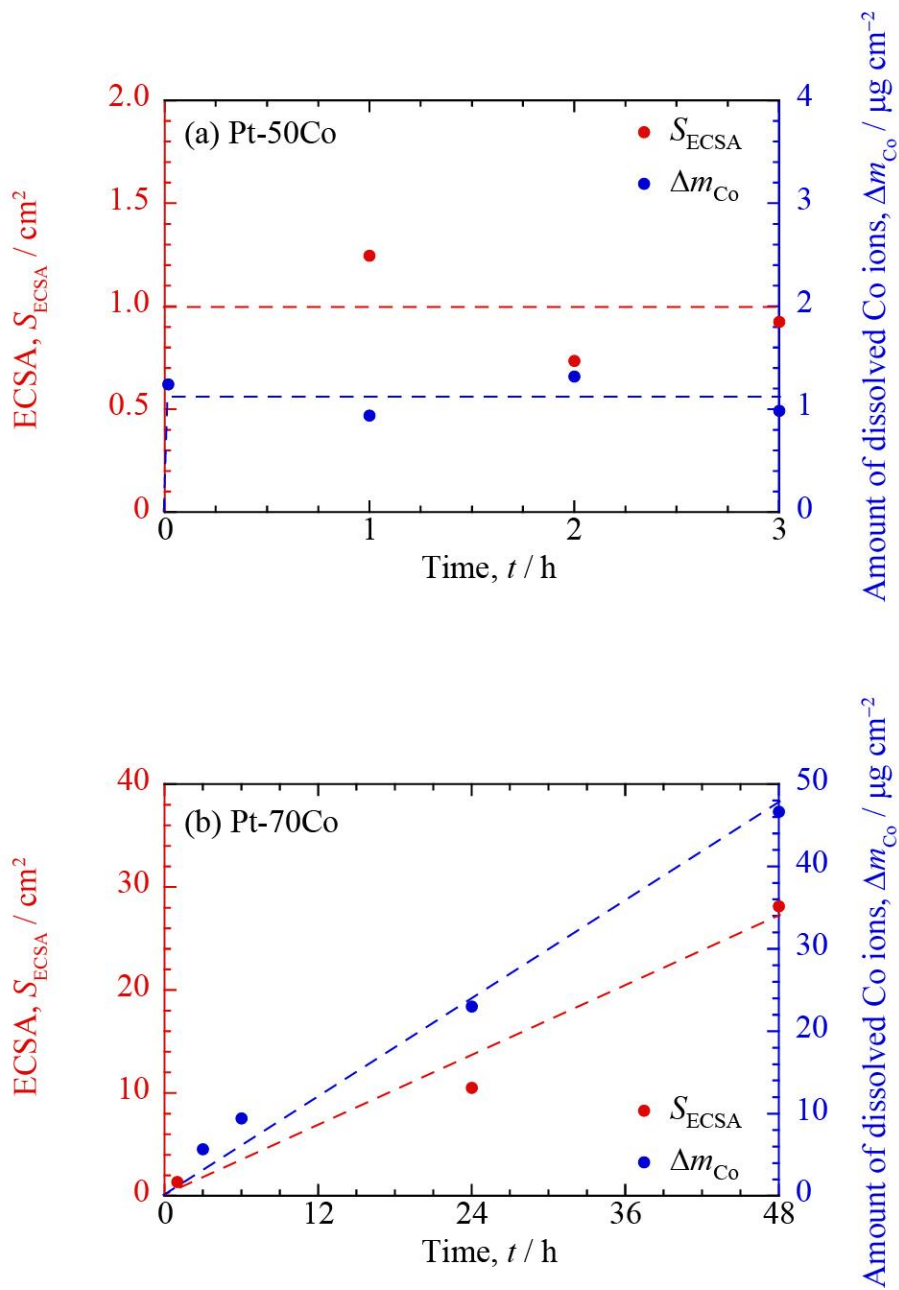 (a) Pt-50Co
S_ECSA
Δm_Co
2.0
1.5
1.0
0.5
0
4
3
2
1
0
0 1 2 3
Time, t / h
ECSA, S_ECSA / cm²
Amount of dissolved Co ions, Δm_Co / μg cm⁻²
(b) Pt-70Co
40
30
20
10
0
50
40
30
20
10
0
S_ECSA
Δm_Co
0 12 24 36 48
Time, t / h
ECSA, S_ECSA / cm²
Amount of dissolved Co ions, Δm_Co / μg cm⁻²